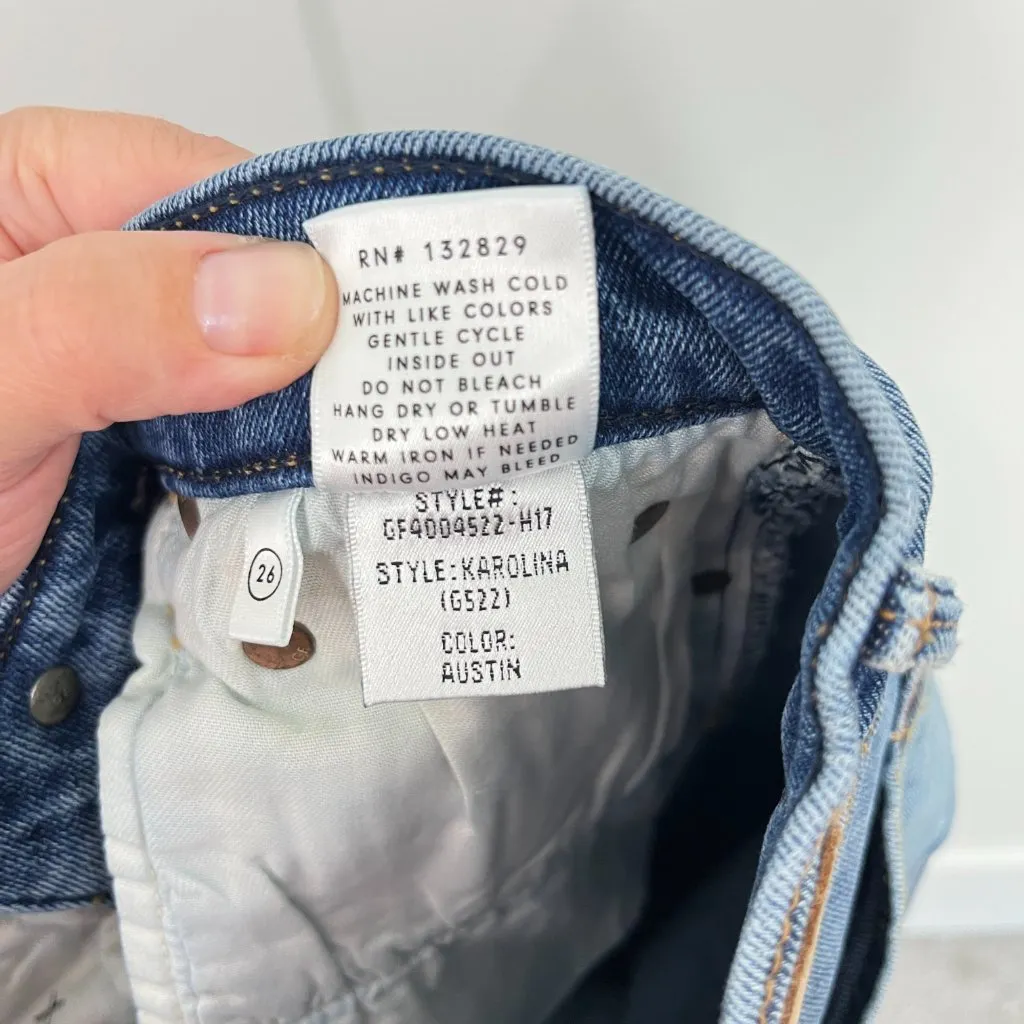 RN# 132829
MACHINE WASH COLD
WITH LIKE COLORS
GENTLE CYCLE
INSIDE OUT
DO NOT BLEACH
HANG DRY OR TUMBLE
DRY LOW HEAT
WARM IRON IF NEEDED
INDIGO MAY BLEED
STYLE#:
GF4004522-H17
STYLE:KAROLINA
(G522)
COLOR:
AUSTIN
26